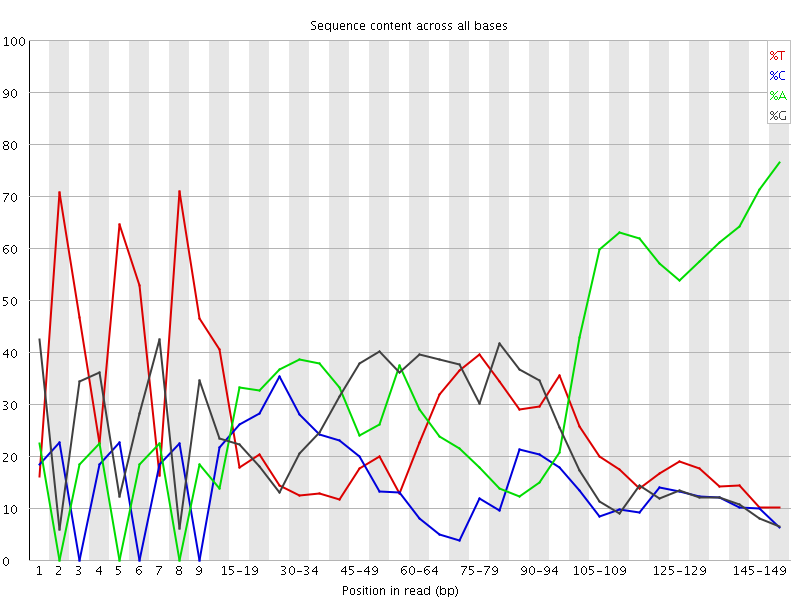 Sequence content across all bases
100
90
80
70
60
50
40
30
20
10
0
%T
%C
%A
%G
1 2 3 4 5 6 7 8 9 15-19 30-34 45-49 60-64 75-79 90-94 105-109 125-129 145-149
Position in read (bp)